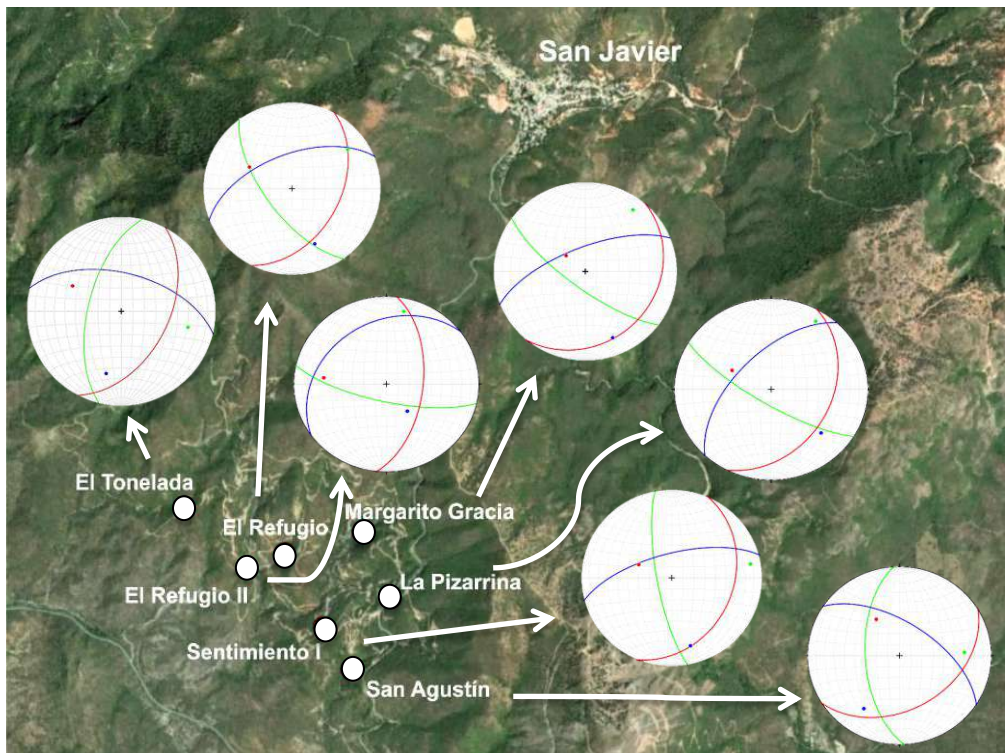 San Javier
El Tonelada
El Refugio
Margarito Gracia
El Refugio II
La Pizarrina
Sentimiento I
San Agustín